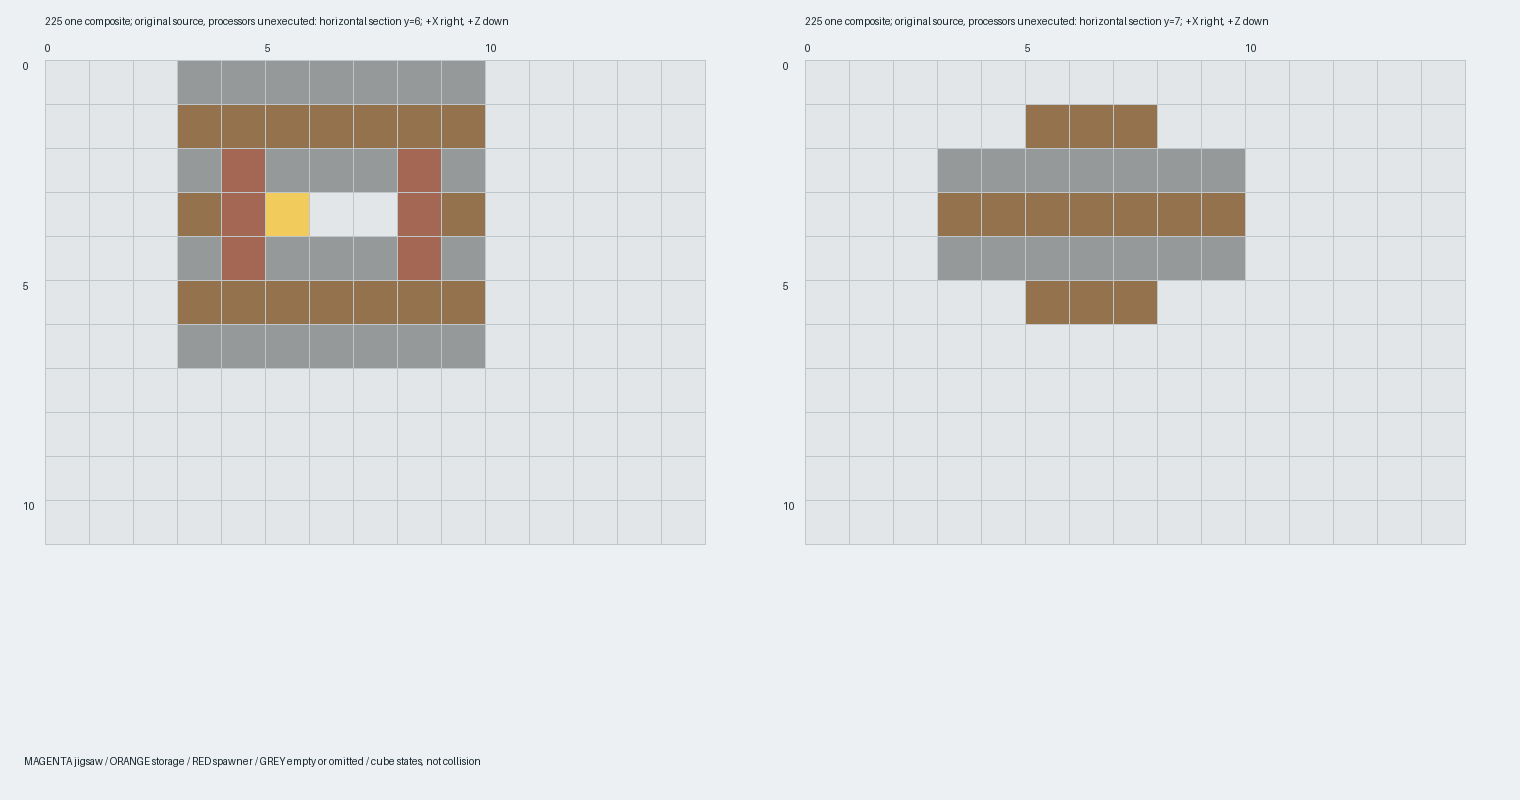 225 one composite; original source, processors unexecuted: horizontal section y=6; +X right, +Z down
0 5 10
0
5
10
225 one composite; original source, processors unexecuted: horizontal section y=7; +X right, +Z down
0 5 10
0
5
10
MAGENTA jigsaw / ORANGE storage / RED spawner / GREY empty or omitted / cube states, not collision